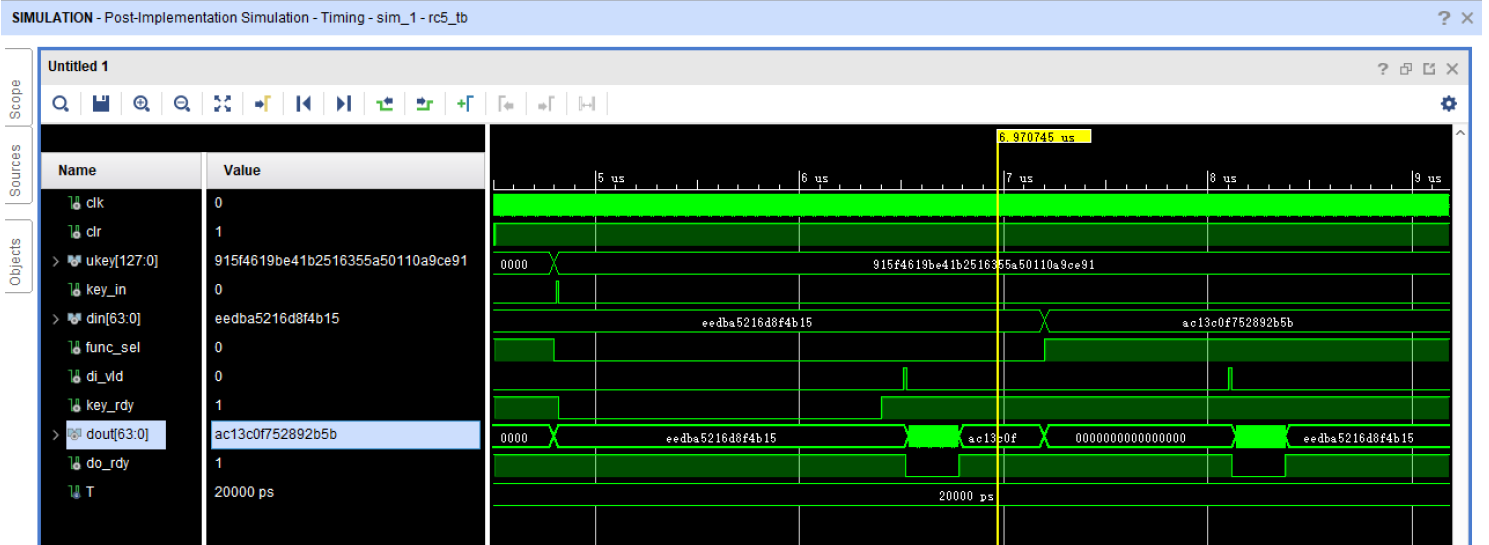 SIMULATION - Post-Implementation Simulation - Timing - sim_1 - rc5_tb
Scope
Sources
Objects
Untitled 1
6.970745 us
Name Value
5 us 6 us 7 us 8 us 9 us
clk 0
clr 1
ukey[127:0] 915f4619be41b2516355a50110a9ce91 0000 915f4619be41b2516355a50110a9ce91
key_in 0
din[63:0] eedba5216d8f4b15 eedba5216d8f4b15 ac13c0f752892b5b
func_sel 0
di_vld 0
key_rdy 1
dout[63:0] ac13c0f752892b5b 0000 eedba5216d8f4b15 ac13c0f 0000000000000000 eedba5216d8f4b15
do_rdy 1
T 20000 ps 20000 ps